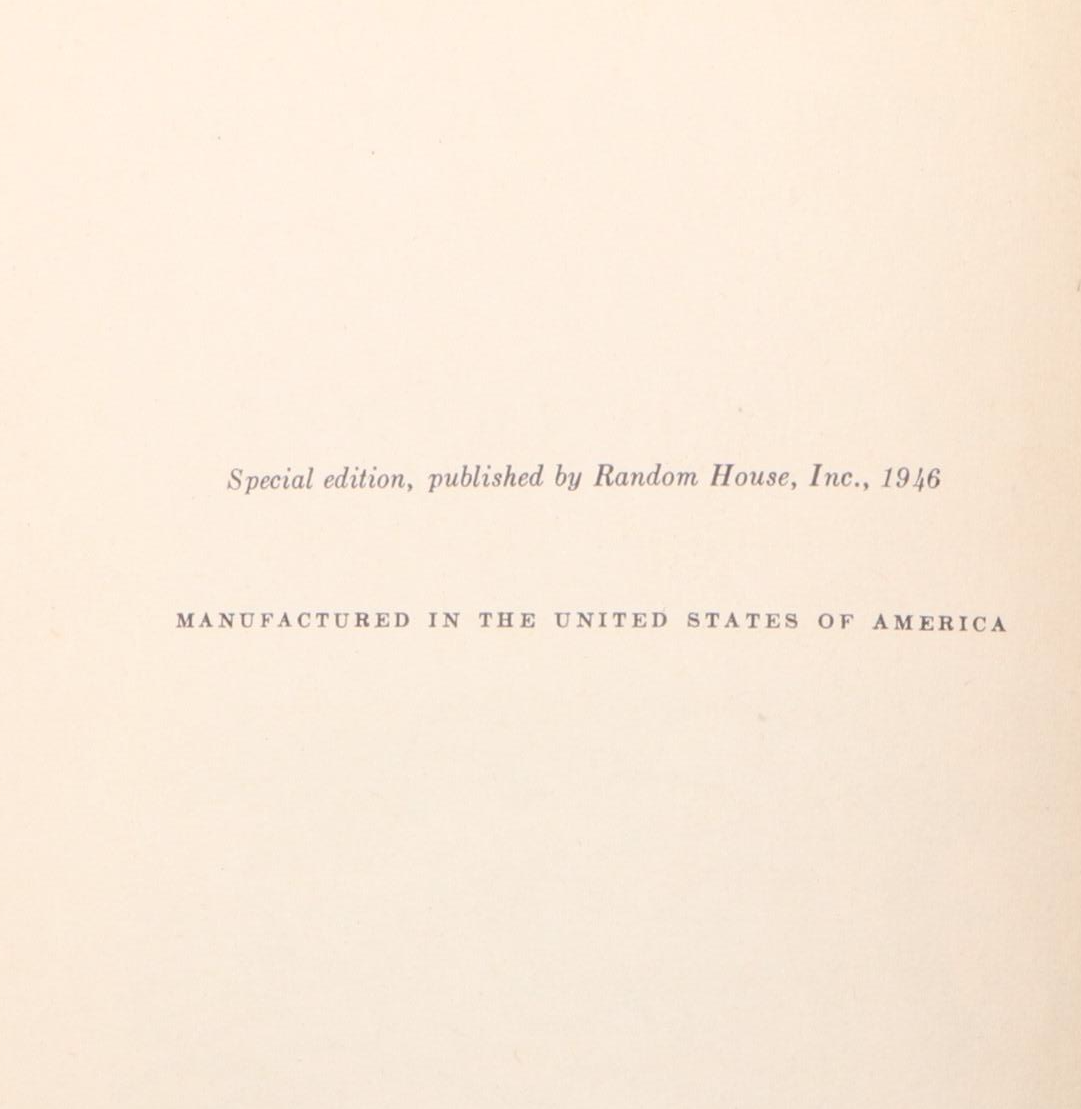 Special edition, published by Random House, Inc., 1946
MANUFACTURED IN THE UNITED STATES OF AMERICA